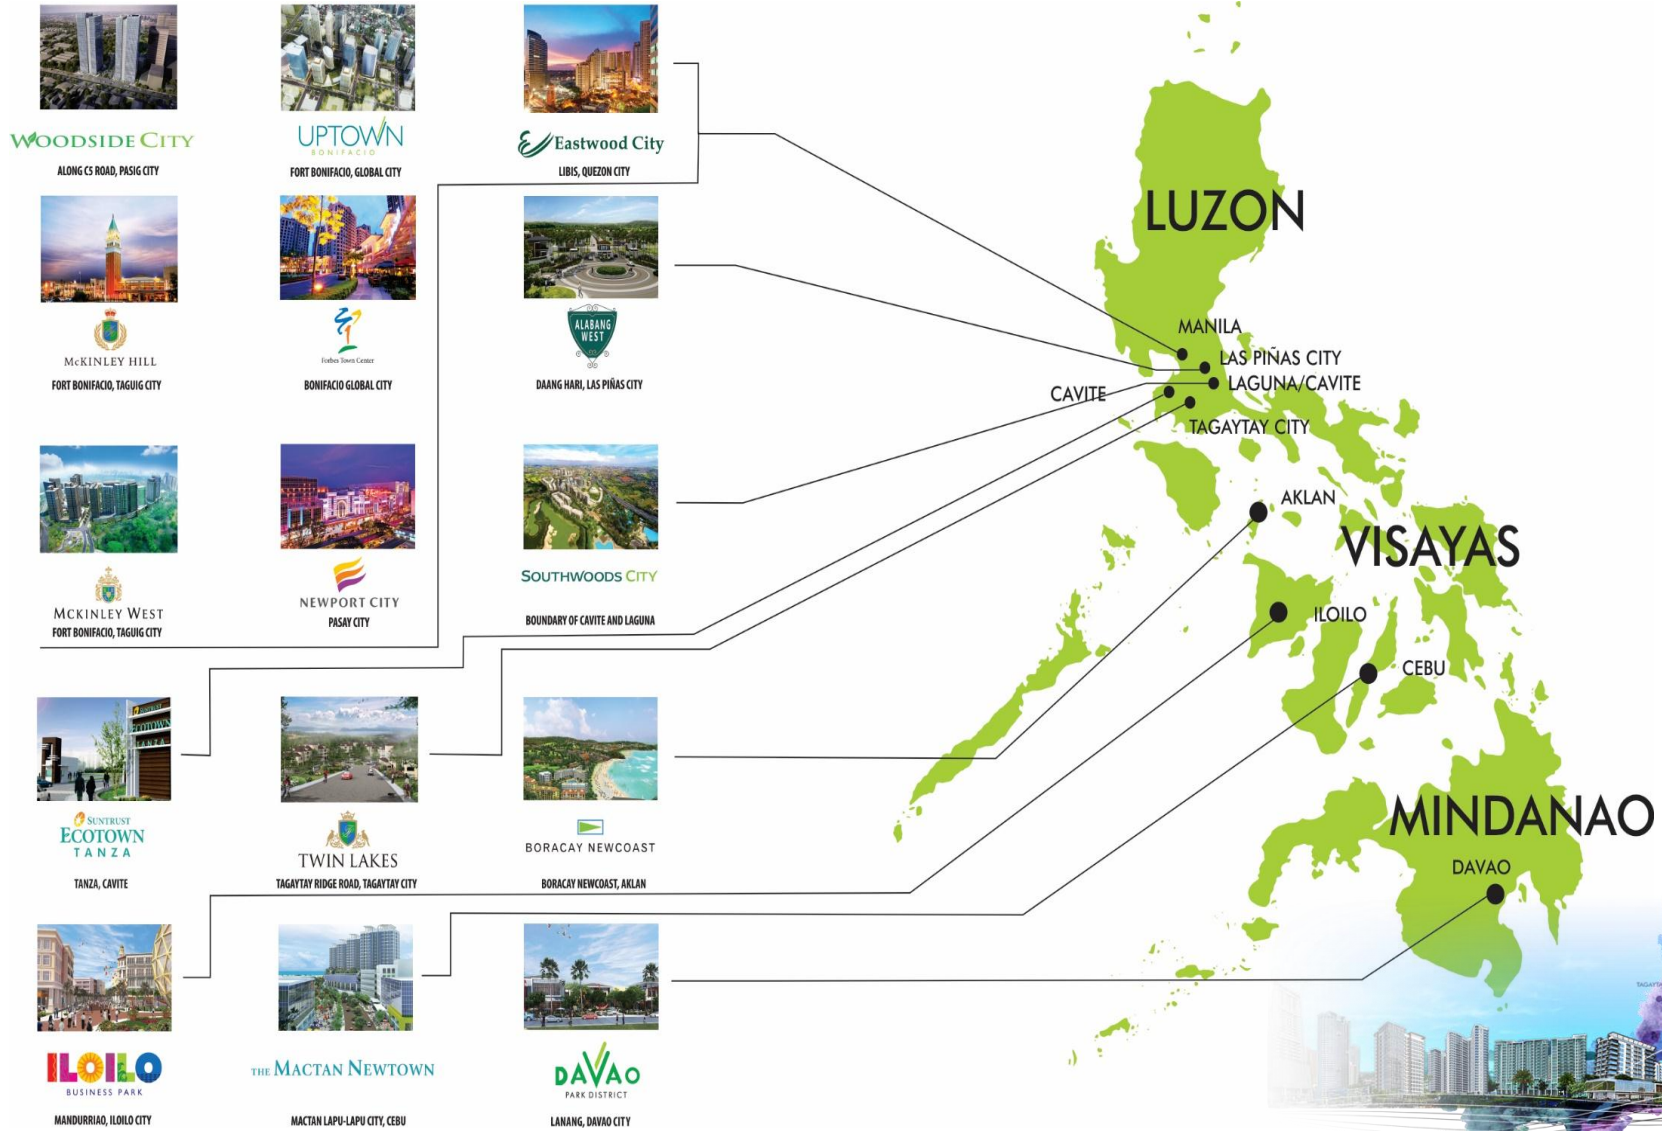 WOODSIDE CITY
ALONG C5 ROAD, PASIG CITY
UPTOWN
BONIFACIO
FORT BONIFACIO, GLOBAL CITY
Eastwood City
LIBIS, QUEZON CITY
McKINLEY HILL
FORT BONIFACIO, TAGUIG CITY
Forbes Town Center
BONIFACIO GLOBAL CITY
ALABANG
WEST
DAANG HARI, LAS PIÑAS CITY
MCKINLEY WEST
FORT BONIFACIO, TAGUIG CITY
NEWPORT CITY
PASAY CITY
SOUTHWOODS CITY
BOUNDARY OF CAVITE AND LAGUNA
SUNTRUST
ECOTOWN
TANZA
SUNTRUST
ECOTOWN
TANZA
TANZA, CAVITE
TWIN LAKES
TAGAYTAY RIDGE ROAD, TAGAYTAY CITY
BORACAY NEWCOAST
BORACAY NEWCOAST, AKLAN
ILOILO
BUSINESS PARK
MANDURRIAO, ILOILO CITY
THE MACTAN NEWTOWN
MACTAN LAPU-LAPU CITY, CEBU
DAVAO
PARK DISTRICT
LANANG, DAVAO CITY
LUZON
MANILA
LAS PIÑAS CITY
LAGUNA/CAVITE
CAVITE
TAGAYTAY CITY
AKLAN
VISAYAS
ILOILO
CEBU
MINDANAO
DAVAO